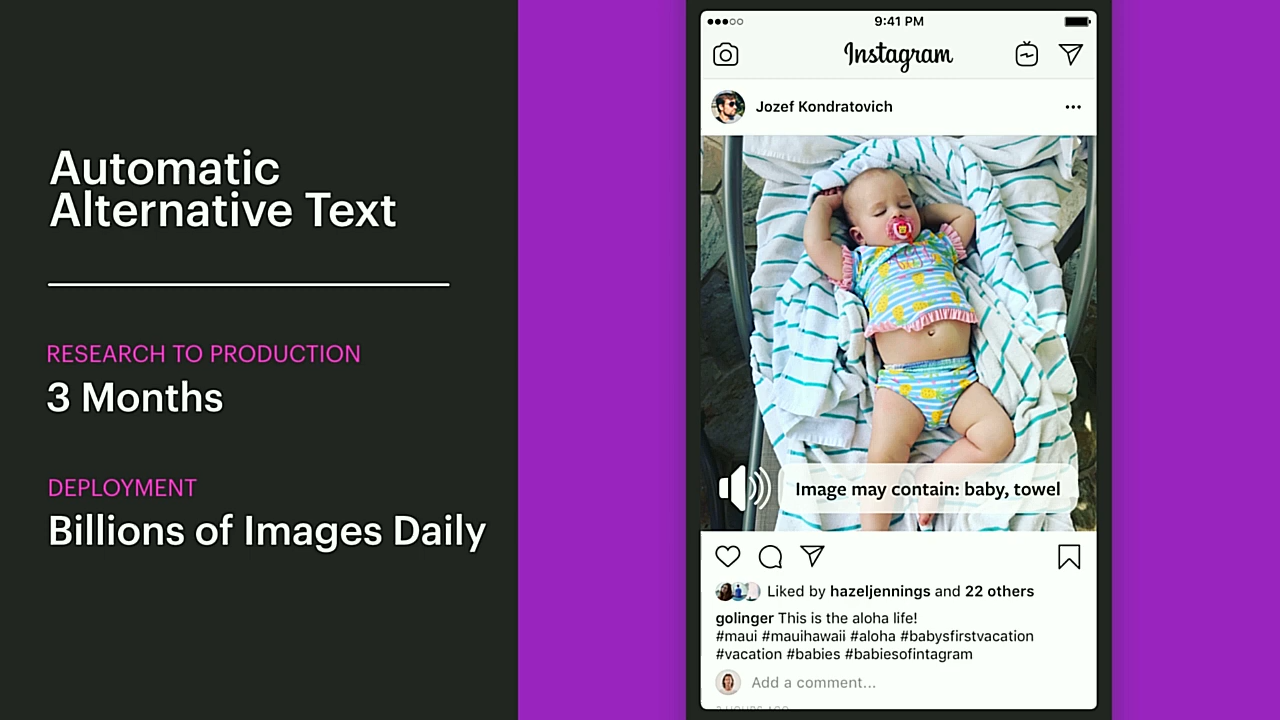 Automatic
Alternative Text
RESEARCH TO PRODUCTION
3 Months
DEPLOYMENT
Billions of Images Daily
9:41 PM
Instagram
Jozef Kondratovich
Image may contain: baby, towel
Liked by hazeljennings and 22 others
golinger This is the aloha life!
#maui #mauihawaii #aloha #babysfirstvacation
#vacation #babies #babiesofintagram
Add a comment...